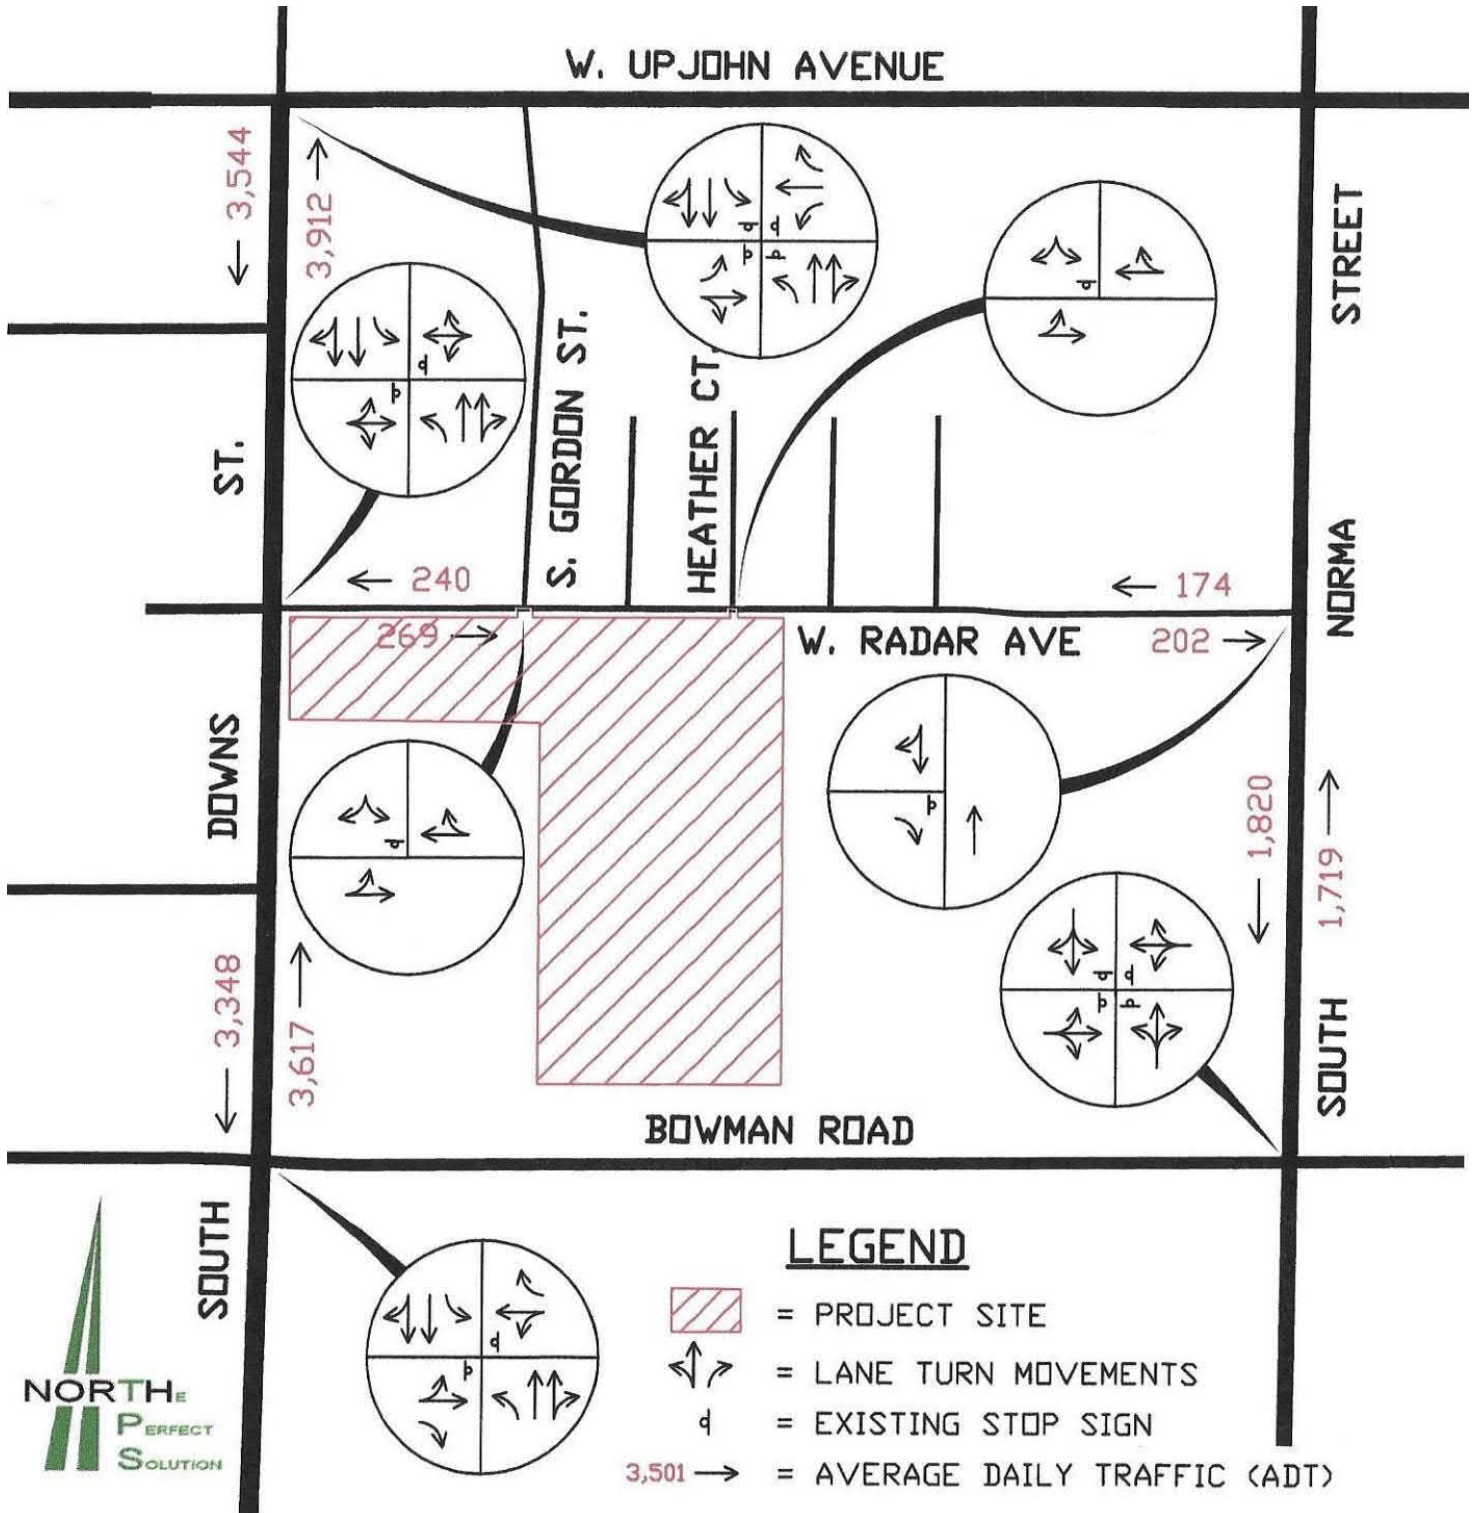 W. UPJOHN AVENUE
3,544
3,912
STREET
S. GORDON ST.
HEATHER CT.
ST.
NORMA
240
174
269
W. RADAR AVE
202
DOWNS
1,820
1,719
3,348
3,617
SOUTH
BOWMAN ROAD
SOUTH
LEGEND
= PROJECT SITE
= LANE TURN MOVEMENTS
= EXISTING STOP SIGN
3,501 → = AVERAGE DAILY TRAFFIC (ADT)
NORTHE
PERFECT
SOLUTION